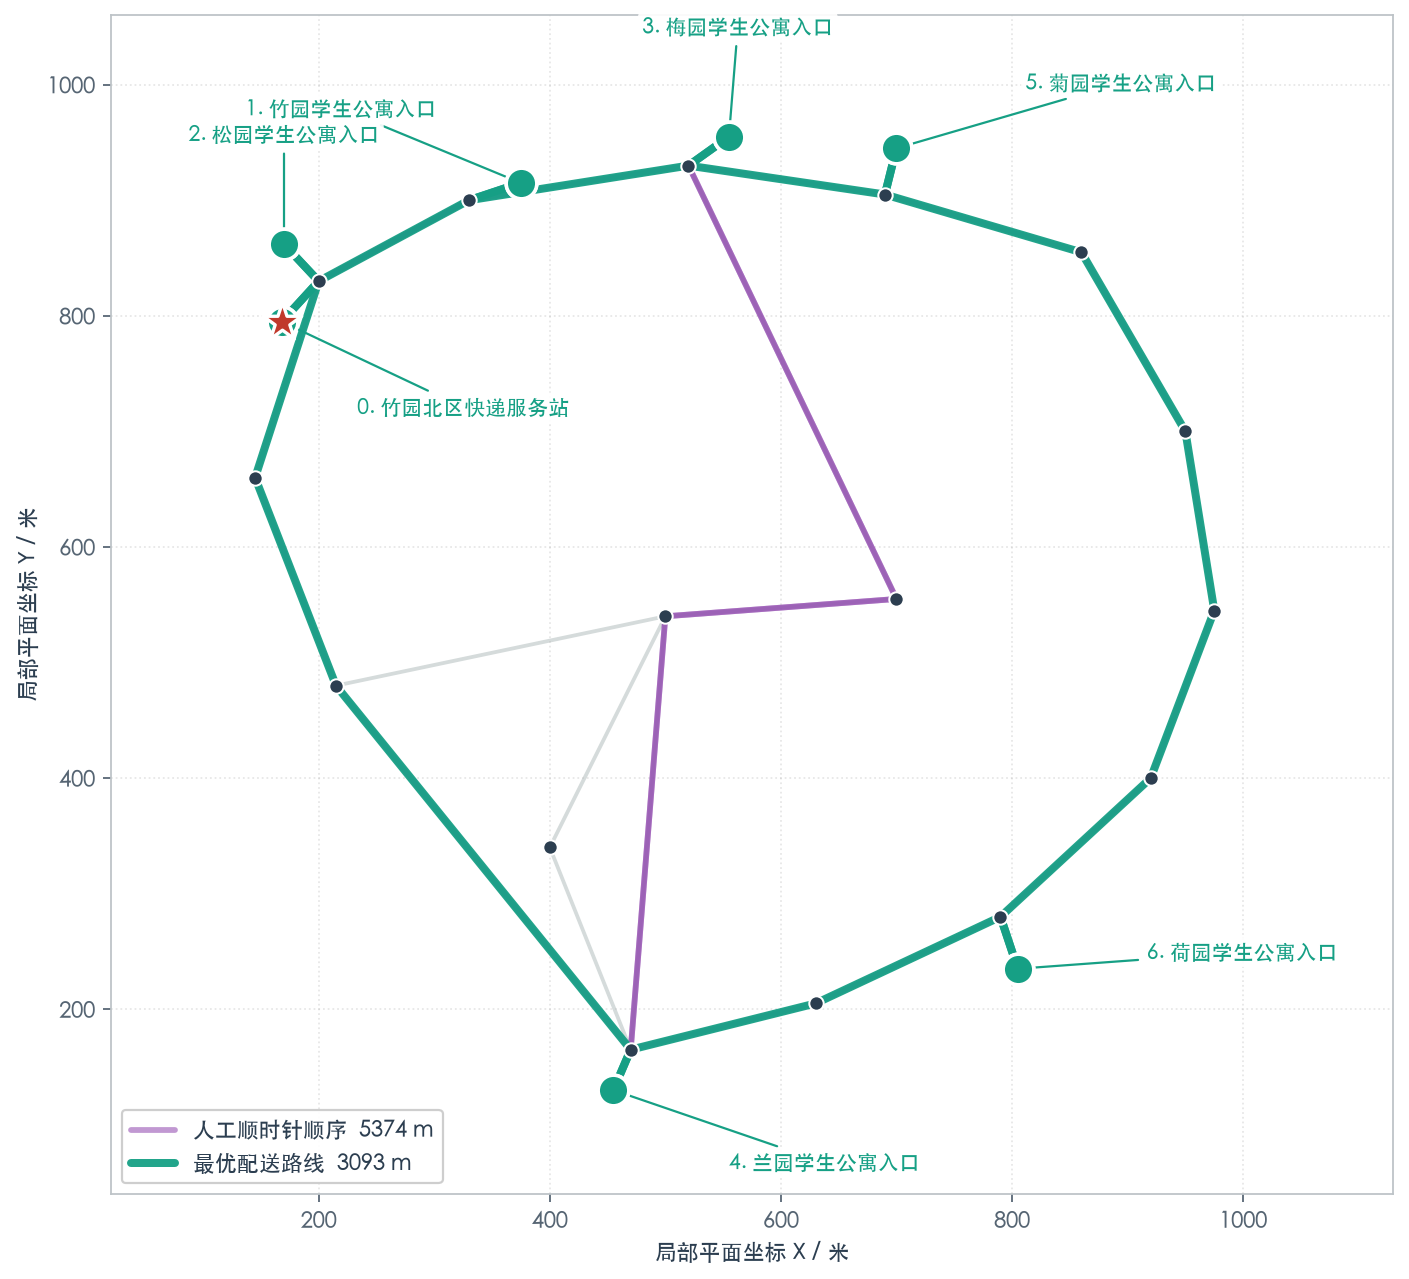 3. 梅园学生公寓入口
5. 菊园学生公寓入口
1. 竹园学生公寓入口
2. 松园学生公寓入口
0. 竹园北区快递服务站
6. 荷园学生公寓入口
4. 兰园学生公寓入口
1000
800
600
400
200
局部平面坐标 Y / 米
人工顺时针顺序 5374 m
最优配送路线 3093 m
200
400
600
800
1000
局部平面坐标 X / 米